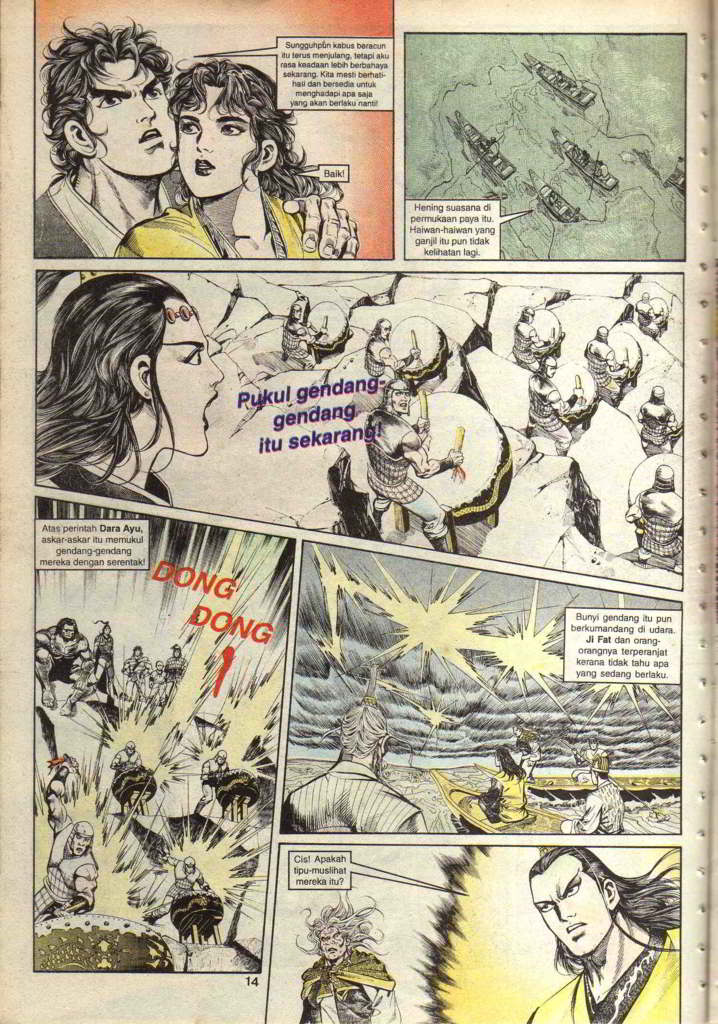 Sungguhpun kabus beracun
itu terus menjulang, tetapi aku
rasa keadaan lebih berbahaya
sekarang. Kita mesti berhati-
hati dan bersedia untuk
menghadapi apa saja
yang akan berlaku nanti!
Baik!
Hening suasana di
permukaan paya itu.
Haiwan-haiwan yang
ganjil itu pun tidak
kelihatan lagi.
Pukul gendang-
gendang
itu sekarang!
Atas perintah Dara Ayu,
askar-askar itu memukul
gendang-gendang
mereka dengan serentak!
DONG
DONG
!
Bunyi gendang itu pun
berkumandang di udara.
Ji Fat dan orang-
orangnya terperanjat
kerana tidak tahu apa
yang sedang berlaku.
Cis! Apakah
tipu-muslihat
mereka itu?
14